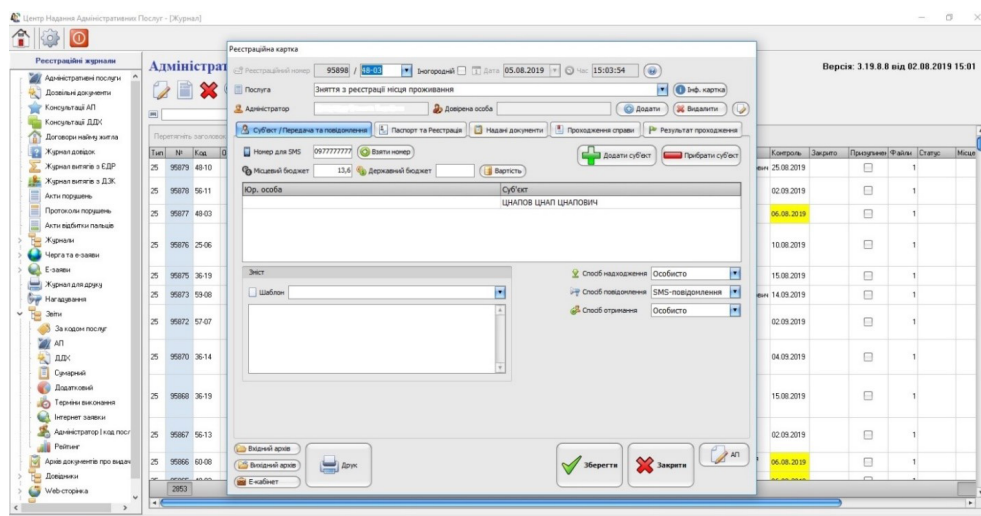 Центр Надання Адміністративних Послуг - [Журнал]
Реєстраційні журнали
Адміністративні послуги
Дозвільні документи
Консультації АП
Консультації ДДХ
Договори найму житла
Журнал довідок
Журнал витягів з ЄДР
Журнал витягів з ДЗК
Акти порушень
Протоколи порушень
Акти відбитки пальців
Журнали
Черга та е-заяви
Е-заяви
Журнал для друку
Нагадування
Звіти
За кодом послуг
АП
ДДХ
Сумарний
Додатковий
Терміни виконання
Інтернет заявки
Адміністратор | код посл
Рейтинг
Архів документів про видач
Довідники
Web-сторінка
Адміністрат
Версія: 3.19.8.8 від 02.08.2019 15:01
Перетягніть заголовок
Тип № Код
25 95879 48-10
25 95878 56-11
25 95877 48-03
25 95876 25-06
25 95875 36-19
25 95873 59-08
25 95872 57-07
25 95870 36-14
25 95868 36-19
25 95867 56-13
25 95866 60-08
2853
Реєстраційна картка
Реєстраційний номер 95898 / 48-03 Іногородній Дата 05.08.2019 Час 15:03:54
Послуга Зняття з реєстрації місця проживання Інф. картка
Адміністратор Довірена особа Додати Видалити
Суб'єкт /Передача та повідомлення Паспорт та Реєстрація Надані документи Проходження справи Результат проходження
Номер для SMS 0977777777 Взяти номер Додати суб'єкт Прибрати суб'єкт
Місцевий бюджет 13,6 Державний бюджет Вартість
Юр. особа Суб'єкт
ЦНАПОВ ЦНАП ЦНАПОВИЧ
Зміст
Шаблон
Спосіб надходження Особисто
Спосіб повідомлення SMS-повідомлення
Спосіб отримання Особисто
Вхідний архів
Вихідний архів
Е-кабінет
Друк
Зберегти
Закрити
АП
Контроль Закрито Призупинен Файли Статус Місце
25.08.2019 1
02.09.2019 1
06.08.2019 1
10.08.2019 1
15.08.2019 1
14.09.2019 1
02.09.2019 1
04.09.2019 1
15.08.2019 1
02.09.2019 1
06.08.2019 1